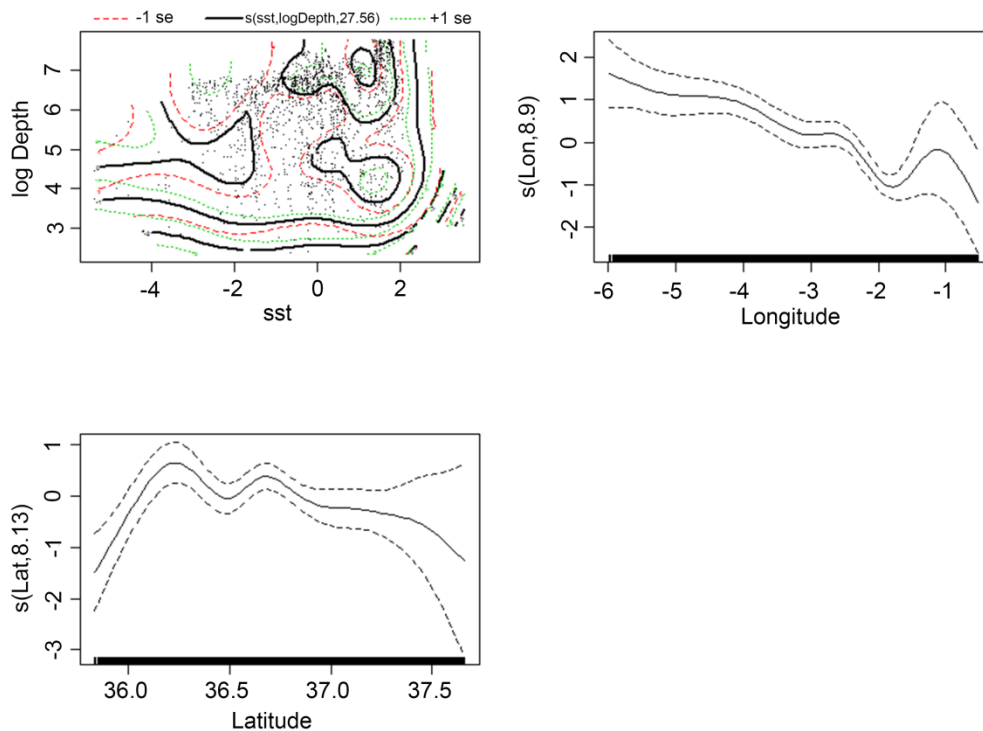 -1 se s(sst,logDepth,27.56) +1 se
log Depth
7
6
5
4
3
-4 -2 0 2
sst
s(Lon,8.9)
2
1
0
-1
-2
-6 -5 -4 -3 -2 -1
Longitude
s(Lat,8.13)
1
0
-1
-2
-3
36.0 36.5 37.0 37.5
Latitude